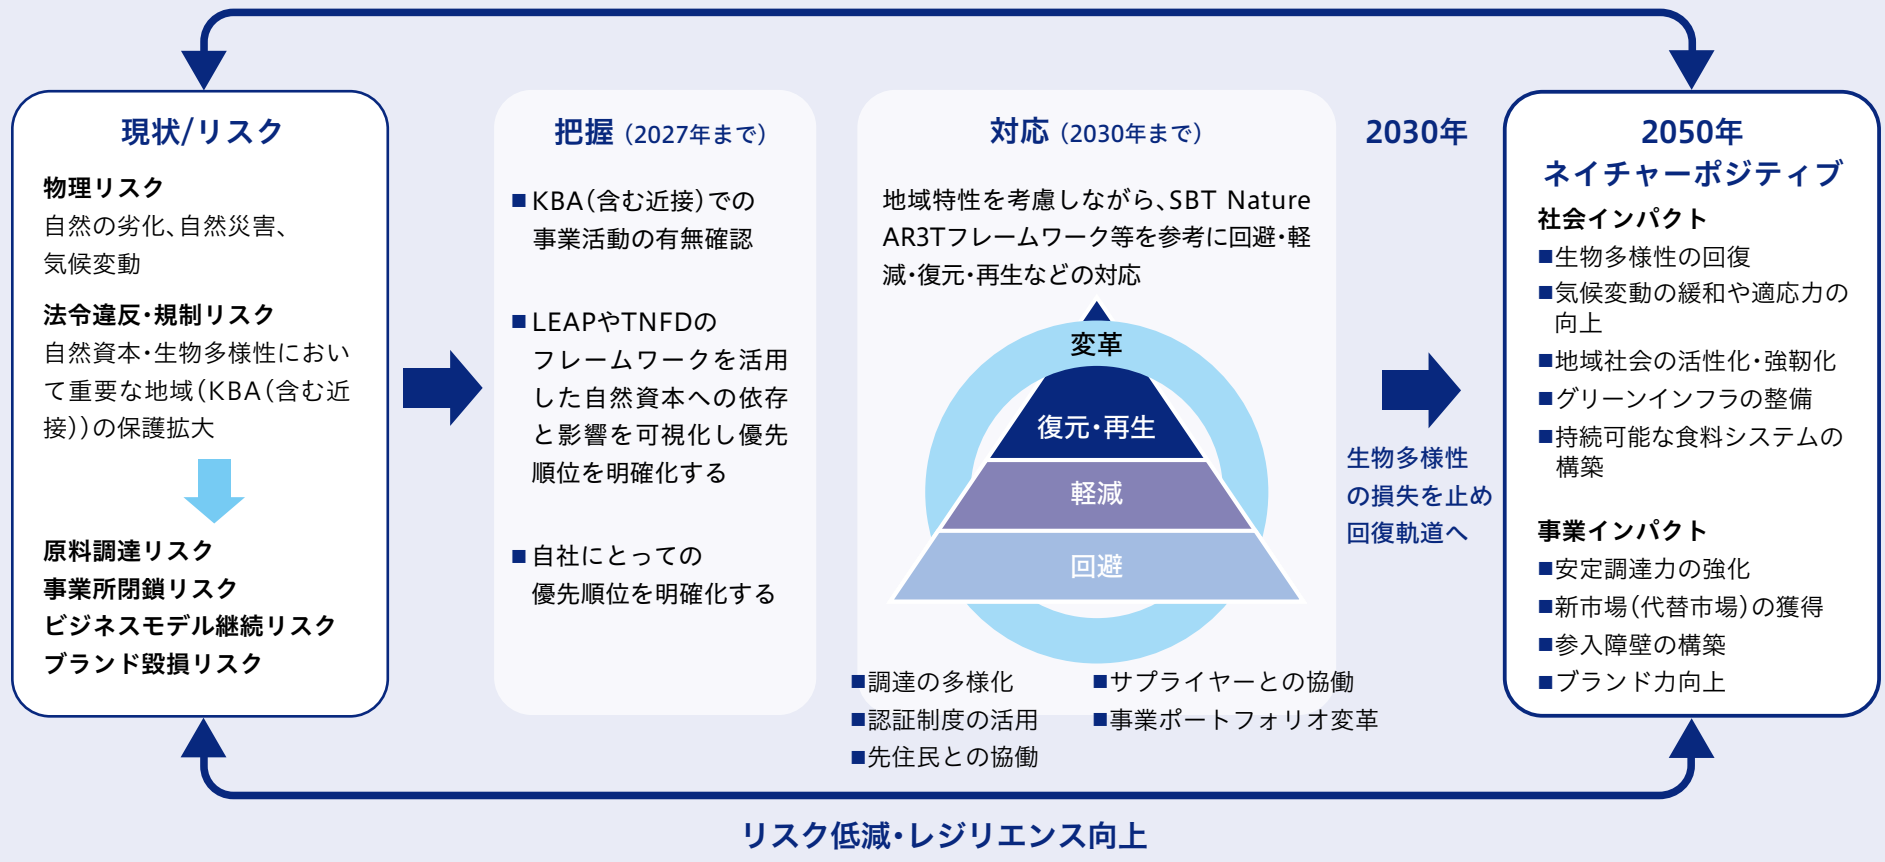 現状/リスク
物理リスク
自然の劣化、自然災害、
気候変動
法令違反・規制リスク
自然資本・生物多様性におい
て重要な地域(KBA(含む近
接))の保護拡大
原料調達リスク
事業所閉鎖リスク
ビジネスモデル継続リスク
ブランド毀損リスク
把握(2027年まで)
■KBA(含む近接)での
事業活動の有無確認
■LEAPやTNFDの
フレームワークを活用
した自然資本への依存
と影響を可視化し優先
順位を明確化する
■自社にとっての
優先順位を明確化する
対応(2030年まで)
地域特性を考慮しながら、SBT Nature
AR3Tフレームワーク等を参考に回避・軽
減・復元・再生などの対応
変革
復元・再生
軽減
回避
■調達の多様化
■認証制度の活用
■先住民との協働
■サプライヤーとの協働
■事業ポートフォリオ変革
2030年
生物多様性
の損失を止め
回復軌道へ
2050年
ネイチャーポジティブ
社会インパクト
■生物多様性の回復
■気候変動の緩和や適応力の
向上
■地域社会の活性化・強靭化
■グリーンインフラの整備
■持続可能な食料システムの
構築
事業インパクト
■安定調達力の強化
■新市場(代替市場)の獲得
■参入障壁の構築
■ブランド力向上
リスク低減・レジリエンス向上